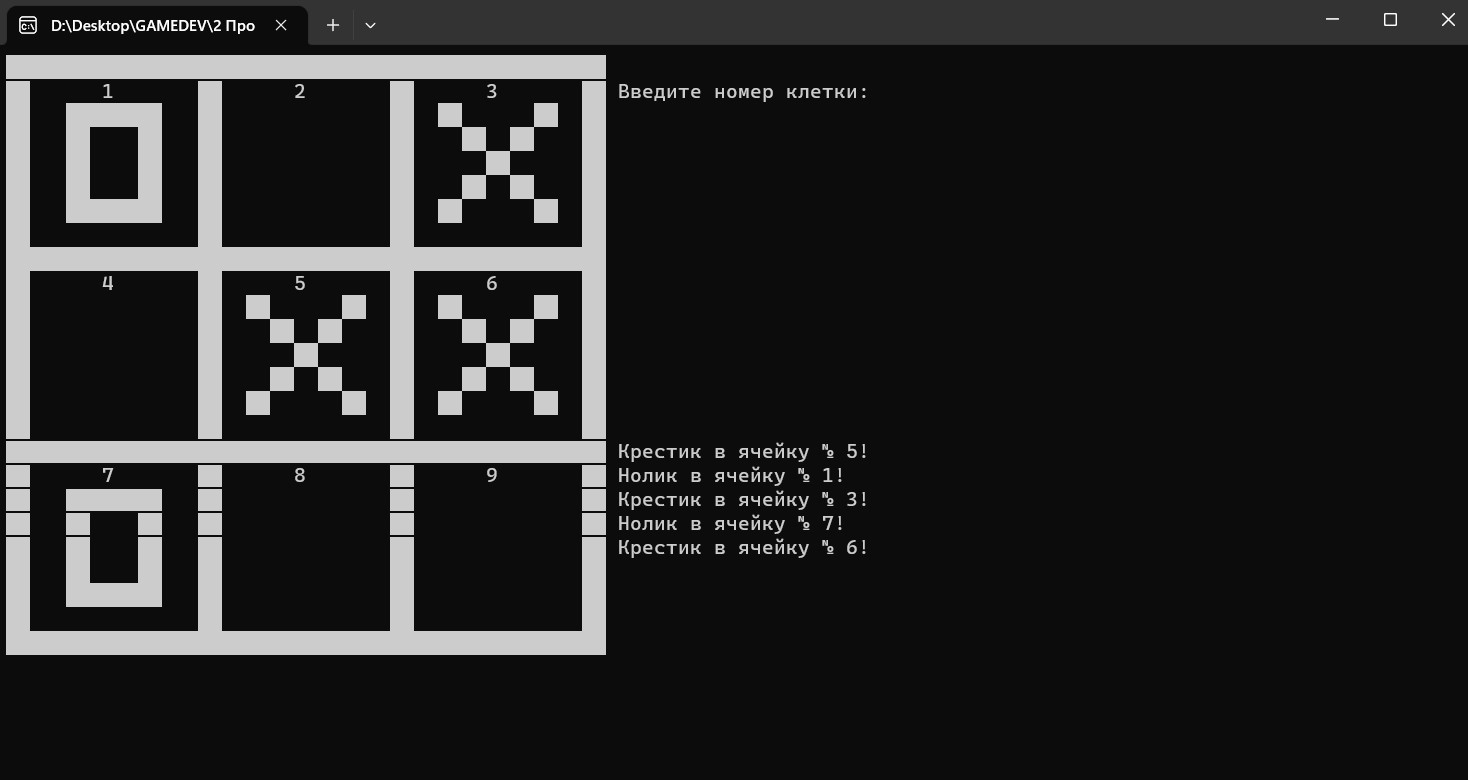 D:\Desktop\GAMEDEV\2 Про
1 2 3
Введите номер клетки:
4 5 6
Крестик в ячейку № 5!
7 8 9
Нолик в ячейку № 1!
Крестик в ячейку № 3!
Нолик в ячейку № 7!
Крестик в ячейку № 6!